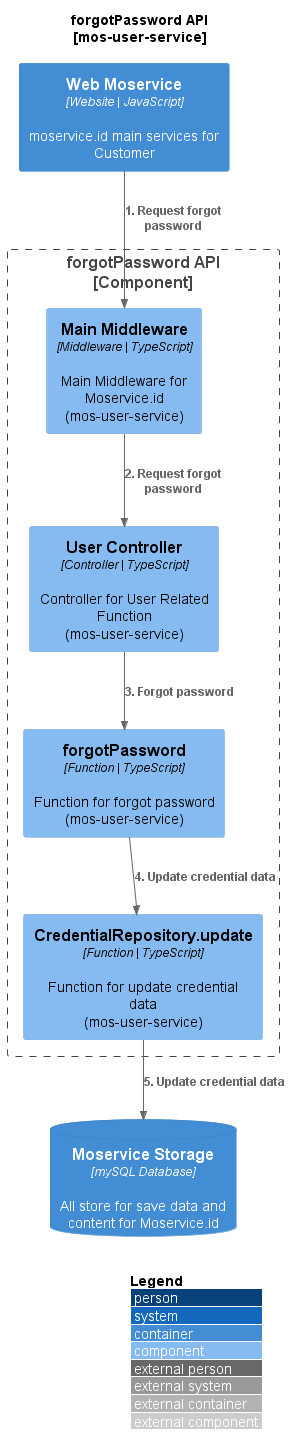 forgotPassword API
[mos-user-service]
Web Moservice
[Website | JavaScript]
moservice.id main services for
Customer
1. Request forgot
password
forgotPassword API
[Component]
Main Middleware
[Middleware | TypeScript]
Main Middleware for
Moservice.id
(mos-user-service)
2. Request forgot
password
User Controller
[Controller | TypeScript]
Controller for User Related
Function
(mos-user-service)
3. Forgot password
forgotPassword
[Function | TypeScript]
Function for forgot password
(mos-user-service)
4. Update credential data
CredentialRepository.update
[Function | TypeScript]
Function for update credential
data
(mos-user-service)
5. Update credential data
Moservice Storage
[mySQL Database]
All store for save data and
content for Moservice.id
Legend
person
system
container
component
external person
external system
external container
external component